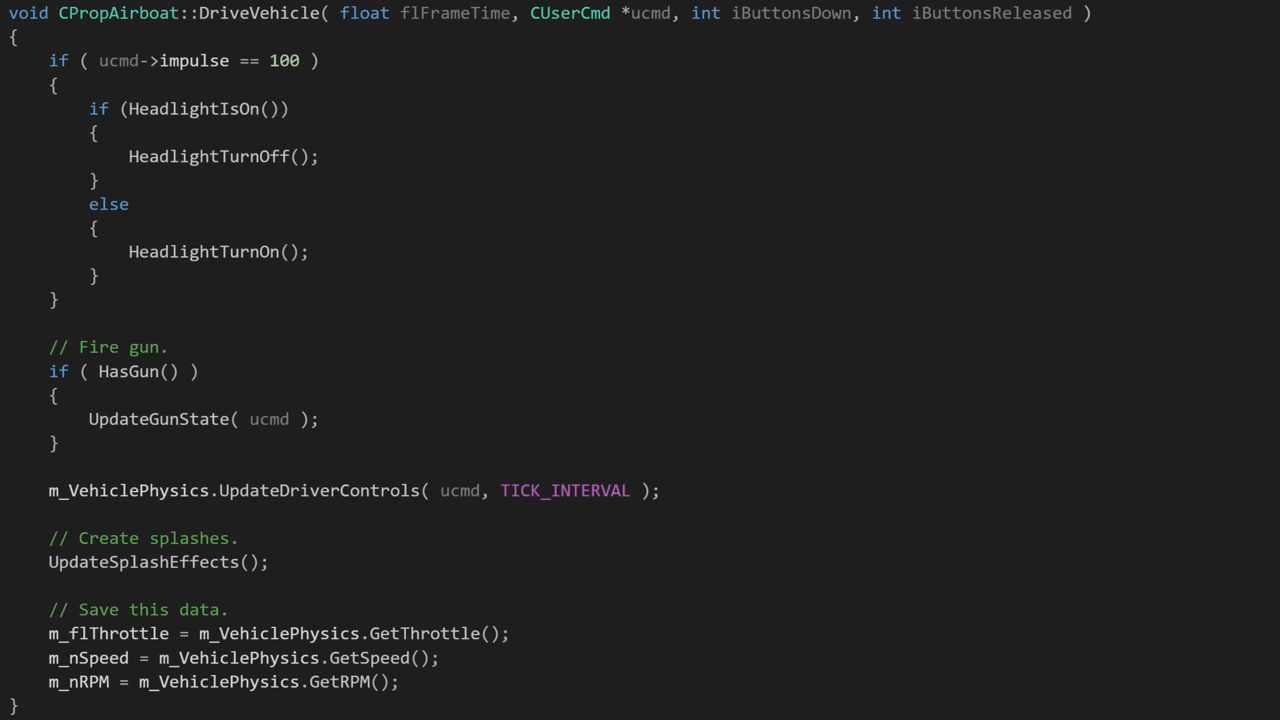 void CPropAirboat::DriveVehicle( float flFrameTime, CUserCmd *ucmd, int iButtonsDown, int iButtonsReleased )
{
    if ( ucmd->impulse == 100 )
    {
        if (HeadlightIsOn())
        {
            HeadlightTurnOff();
        }
        else
        {
            HeadlightTurnOn();
        }
    }

    // Fire gun.
    if ( HasGun() )
    {
        UpdateGunState( ucmd );
    }

    m_VehiclePhysics.UpdateDriverControls( ucmd, TICK_INTERVAL );

    // Create splashes.
    UpdateSplashEffects();

    // Save this data.
    m_flThrottle = m_VehiclePhysics.GetThrottle();
    m_nSpeed = m_VehiclePhysics.GetSpeed();
    m_nRPM = m_VehiclePhysics.GetRPM();
}